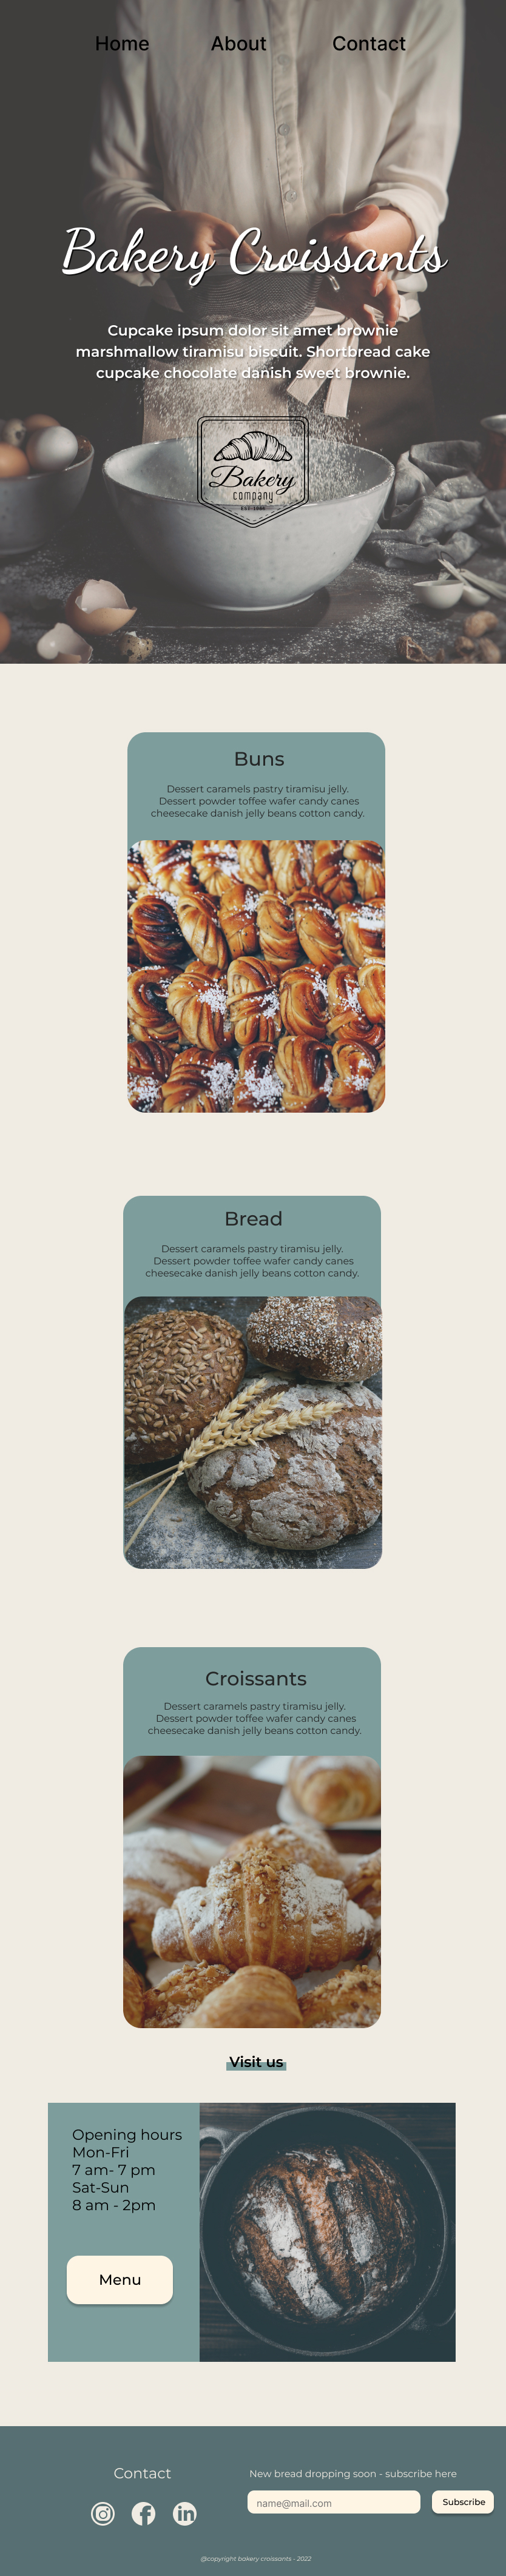 Home About Contact
Bakery Croissants
Cupcake ipsum dolor sit amet brownie
marshmallow tiramisu biscuit. Shortbread cake
cupcake chocolate danish sweet brownie.
Bakery
company
Buns
Dessert caramels pastry tiramisu jelly.
Dessert powder toffee wafer candy canes
cheesecake danish jelly beans cotton candy.
Bread
Dessert caramels pastry tiramisu jelly.
Dessert powder toffee wafer candy canes
cheesecake danish jelly beans cotton candy.
Croissants
Dessert caramels pastry tiramisu jelly.
Dessert powder toffee wafer candy canes
cheesecake danish jelly beans cotton candy.
Visit us
Opening hours
Mon-Fri
7 am- 7 pm
Sat-Sun
8 am - 2pm
Menu
Contact
New bread dropping soon - subscribe here
name@mail.com
Subscribe
@copyright bakery croissants - 2022